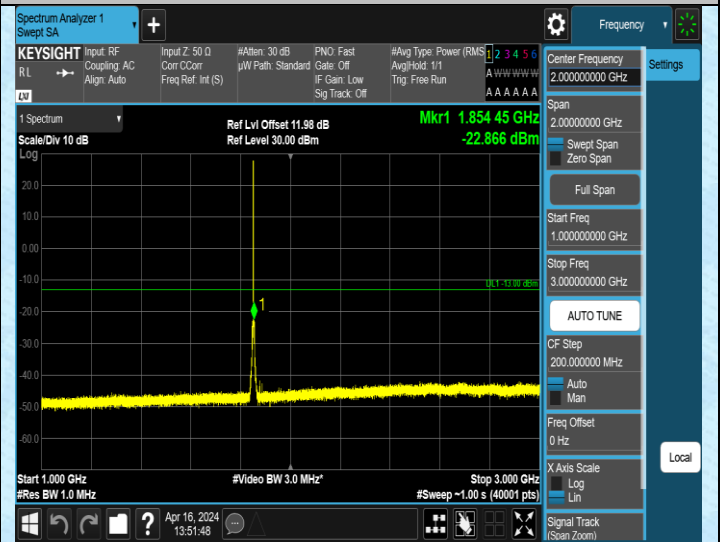 Spectrum Analyzer 1
Swept SA
Frequency
KEYSIGHT
RL
LXI
Input: RF
Coupling: AC
Align: Auto
Input Z: 50 Ω
Corr CCorr
Freq Ref: Int (S)
#Atten: 30 dB
µW Path: Standard
PNO: Fast
Gate: Off
IF Gain: Low
Sig Track: Off
#Avg Type: Power (RMS
Avg|Hold: 1/1
Trig: Free Run
1 2 3 4 5 6
A W W W W W
A A A A A A
1 Spectrum
Scale/Div 10 dB
Log
Ref Lvl Offset 11.98 dB
Ref Level 30.00 dBm
Mkr1 1.854 45 GHz
-22.866 dBm
20.0
10.0
0.00
-10.0
-20.0
-30.0
-40.0
-50.0
-60.0
DL1 -13.00 dBm
1
Start 1.000 GHz
#Res BW 1.0 MHz
#Video BW 3.0 MHz*
Stop 3.000 GHz
#Sweep ~1.00 s (40001 pts)
Apr 16, 2024
13:51:48
Center Frequency
2.000000000 GHz
Span
2.00000000 GHz
Swept Span
Zero Span
Full Span
Start Freq
1.000000000 GHz
Stop Freq
3.000000000 GHz
AUTO TUNE
CF Step
200.000000 MHz
Auto
Man
Freq Offset
0 Hz
X Axis Scale
Log
Lin
Signal Track
(Span Zoom)
Settings
Local